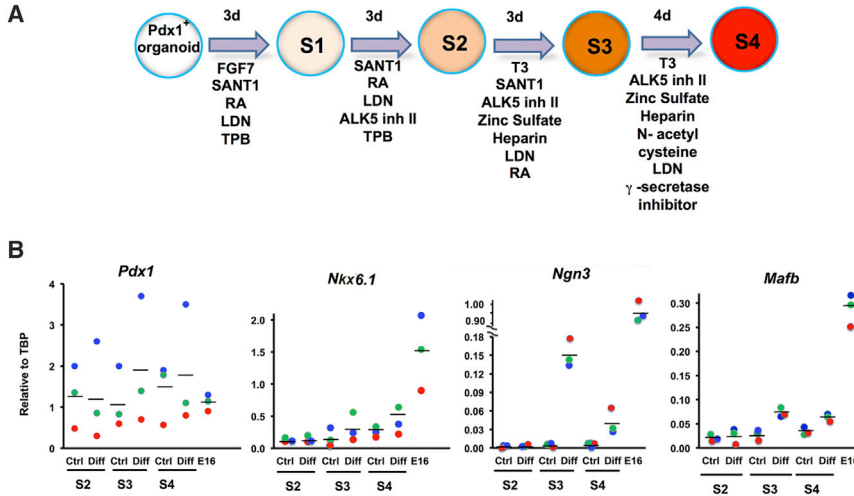 A
3d 3d 3d 4d
Pdx1+
organoid
S1 S2 S3 S4
FGF7
SANT1
RA
LDN
TPB
SANT1
RA
LDN
ALK5 inh II
TPB
T3
SANT1
ALK5 inh II
Zinc Sulfate
Heparin
LDN
RA
T3
ALK5 inh II
Zinc Sulfate
Heparin
N- acetyl
cysteine
LDN
γ -secretase
inhibitor
B
Pdx1
Relative to TBP
4
3
2
1
0
Ctrl Diff Ctrl Diff Ctrl Diff E16
S2 S3 S4
Nkx6.1
2.0
1.5
1.0
0.5
0.0
Ctrl Diff Ctrl Diff Ctrl Diff E16
S2 S3 S4
Ngn3
1.00
0.90
0.18
0.15
0.12
0.09
0.06
0.03
0.00
Ctrl Diff Ctrl Diff Ctrl Diff E16
S2 S3 S4
Mafb
0.30
0.25
0.20
0.15
0.10
0.05
0.00
Ctrl Diff Ctrl Diff Ctrl Diff E16
S2 S3 S4